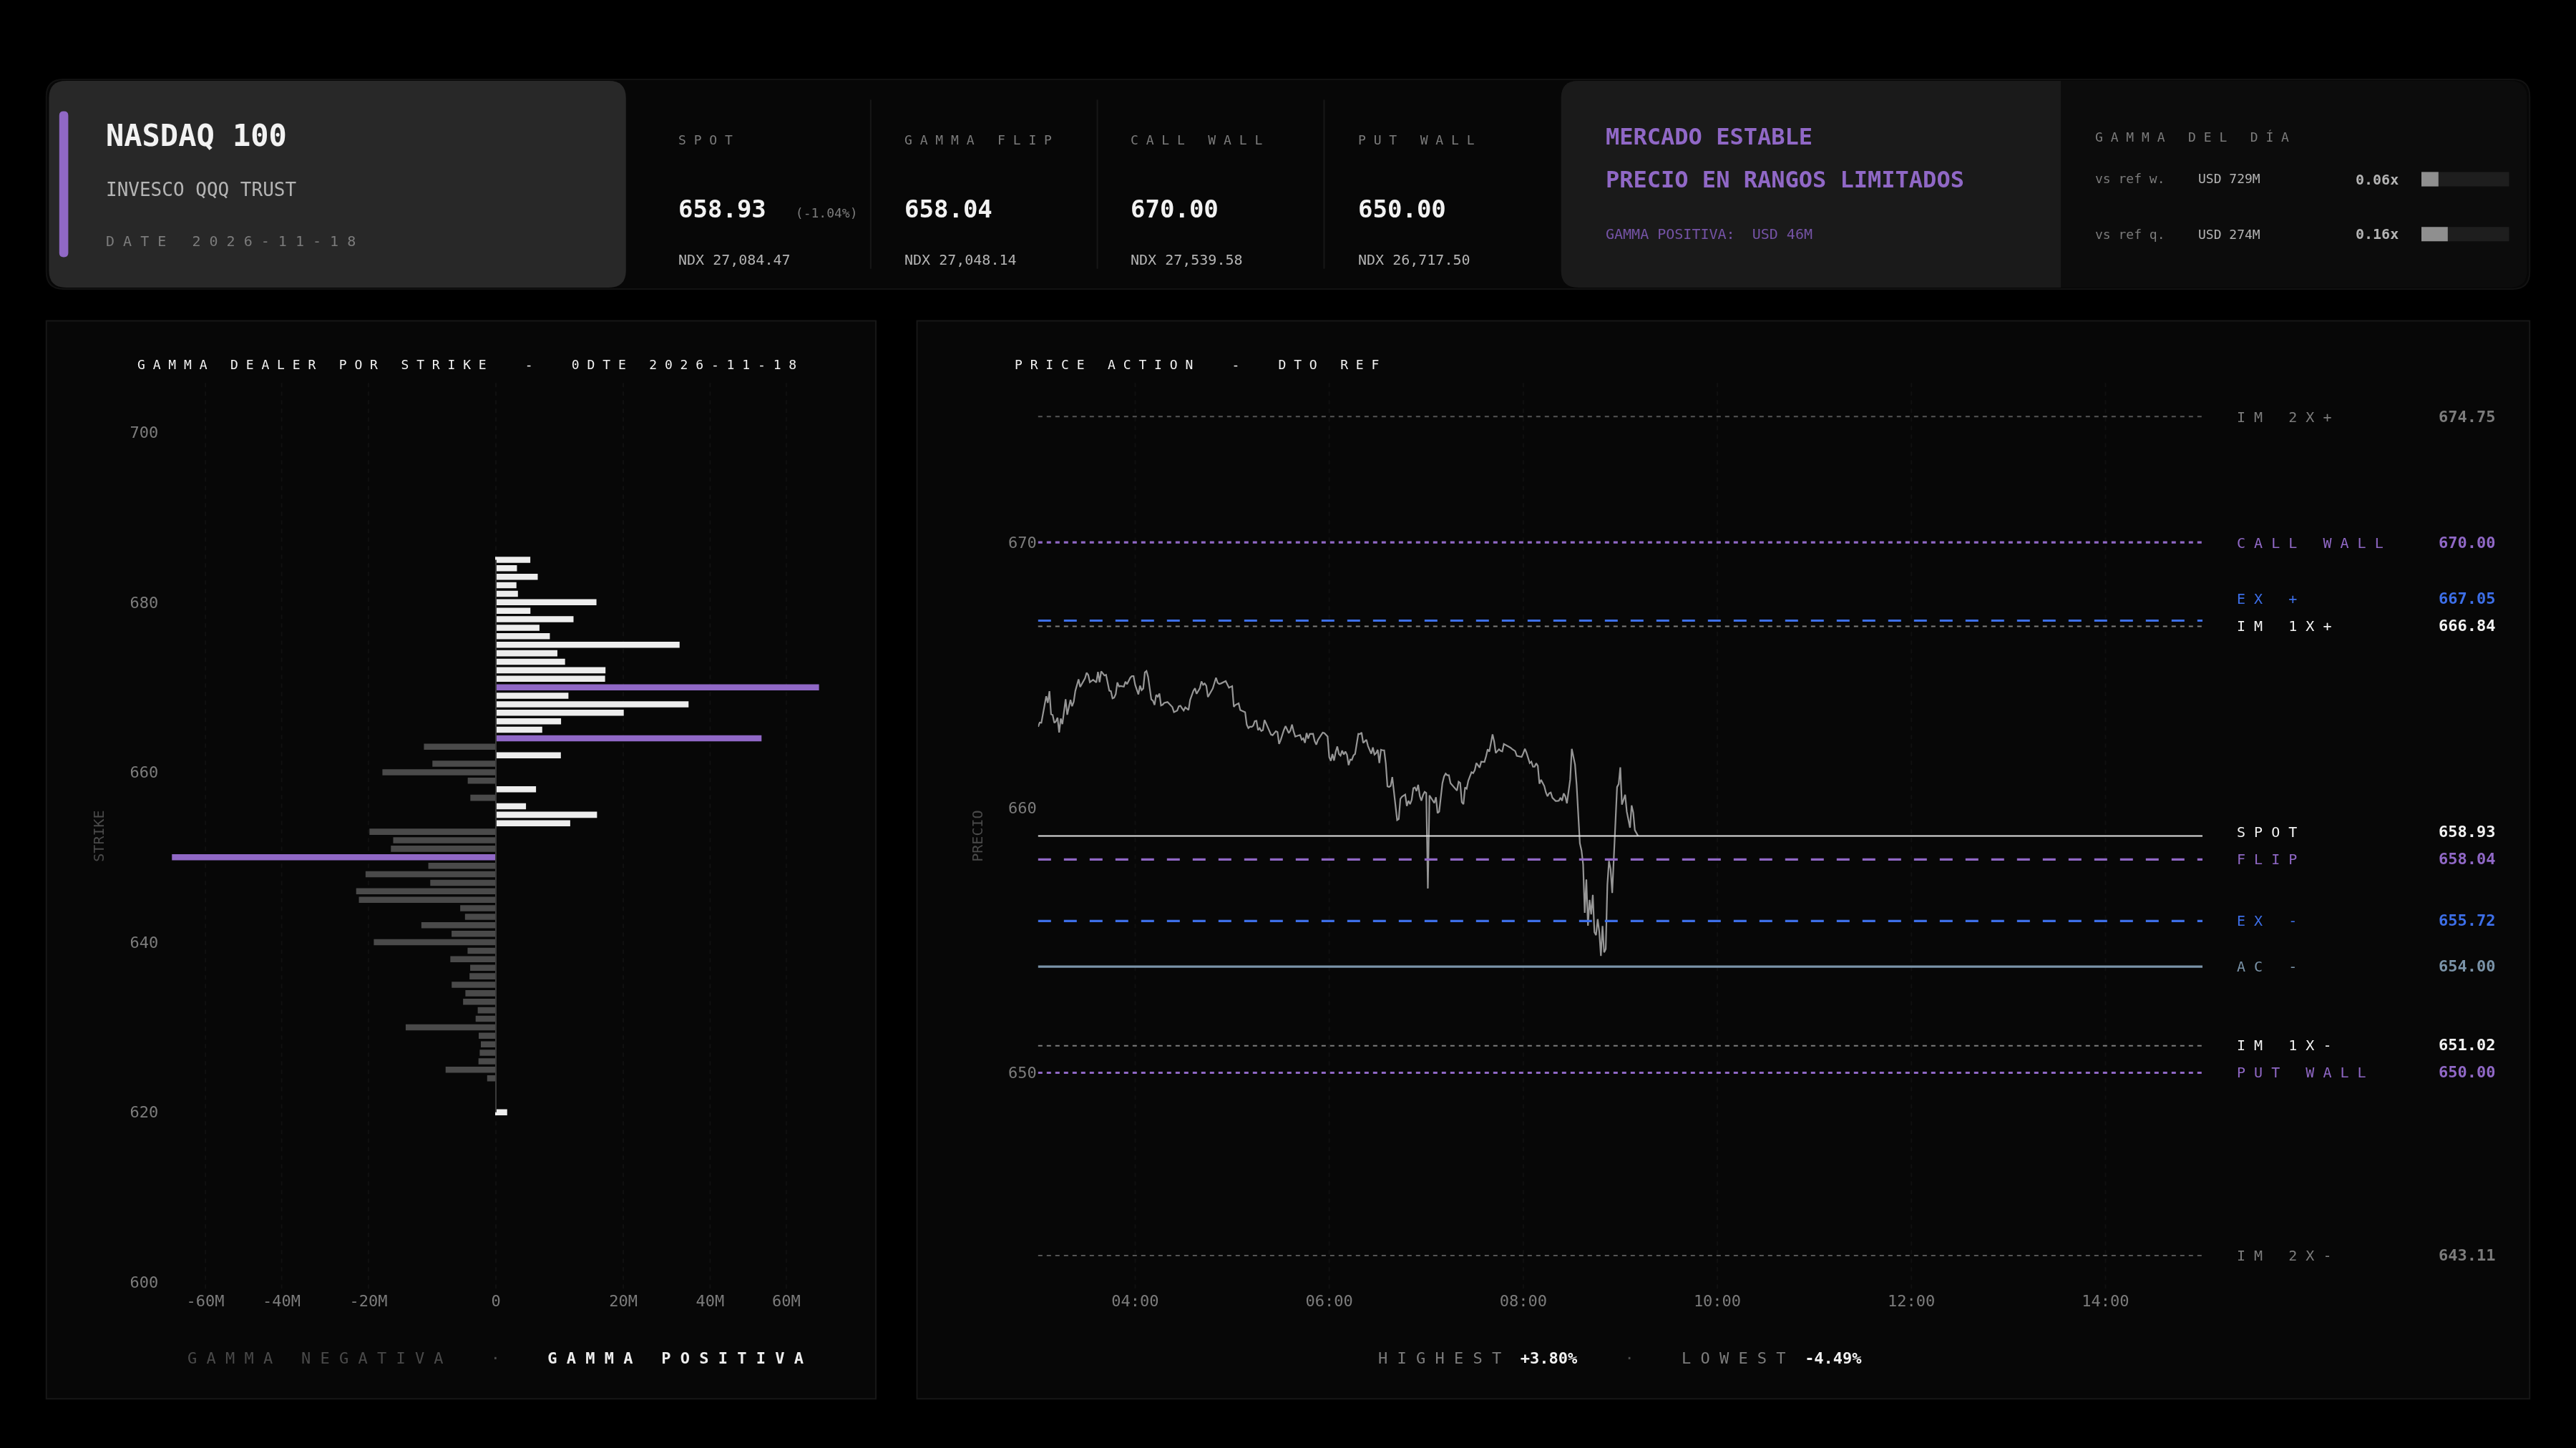 NASDAQ 100
INVESCO QQQ TRUST
DATE 2026-11-18
SPOT
658.93 (-1.04%)
NDX 27,084.47
GAMMA FLIP
658.04
NDX 27,048.14
CALL WALL
670.00
NDX 27,539.58
PUT WALL
650.00
NDX 26,717.50
MERCADO ESTABLE
PRECIO EN RANGOS LIMITADOS
GAMMA POSITIVA: USD 46M
GAMMA DEL DÍA
vs ref w. USD 729M 0.06x
vs ref q. USD 274M 0.16x
GAMMA DEALER POR STRIKE - 0DTE 2026-11-18
700
680
660
640
620
600
STRIKE
-60M -40M -20M 0 20M 40M 60M
GAMMA NEGATIVA · GAMMA POSITIVA
PRICE ACTION - DTO REF
670
660
650
PRECIO
IM 2X+ 674.75
CALL WALL 670.00
EX + 667.05
IM 1X+ 666.84
SPOT 658.93
FLIP 658.04
EX - 655.72
AC - 654.00
IM 1X- 651.02
PUT WALL 650.00
IM 2X- 643.11
04:00 06:00 08:00 10:00 12:00 14:00
HIGHEST +3.80% · LOWEST -4.49%